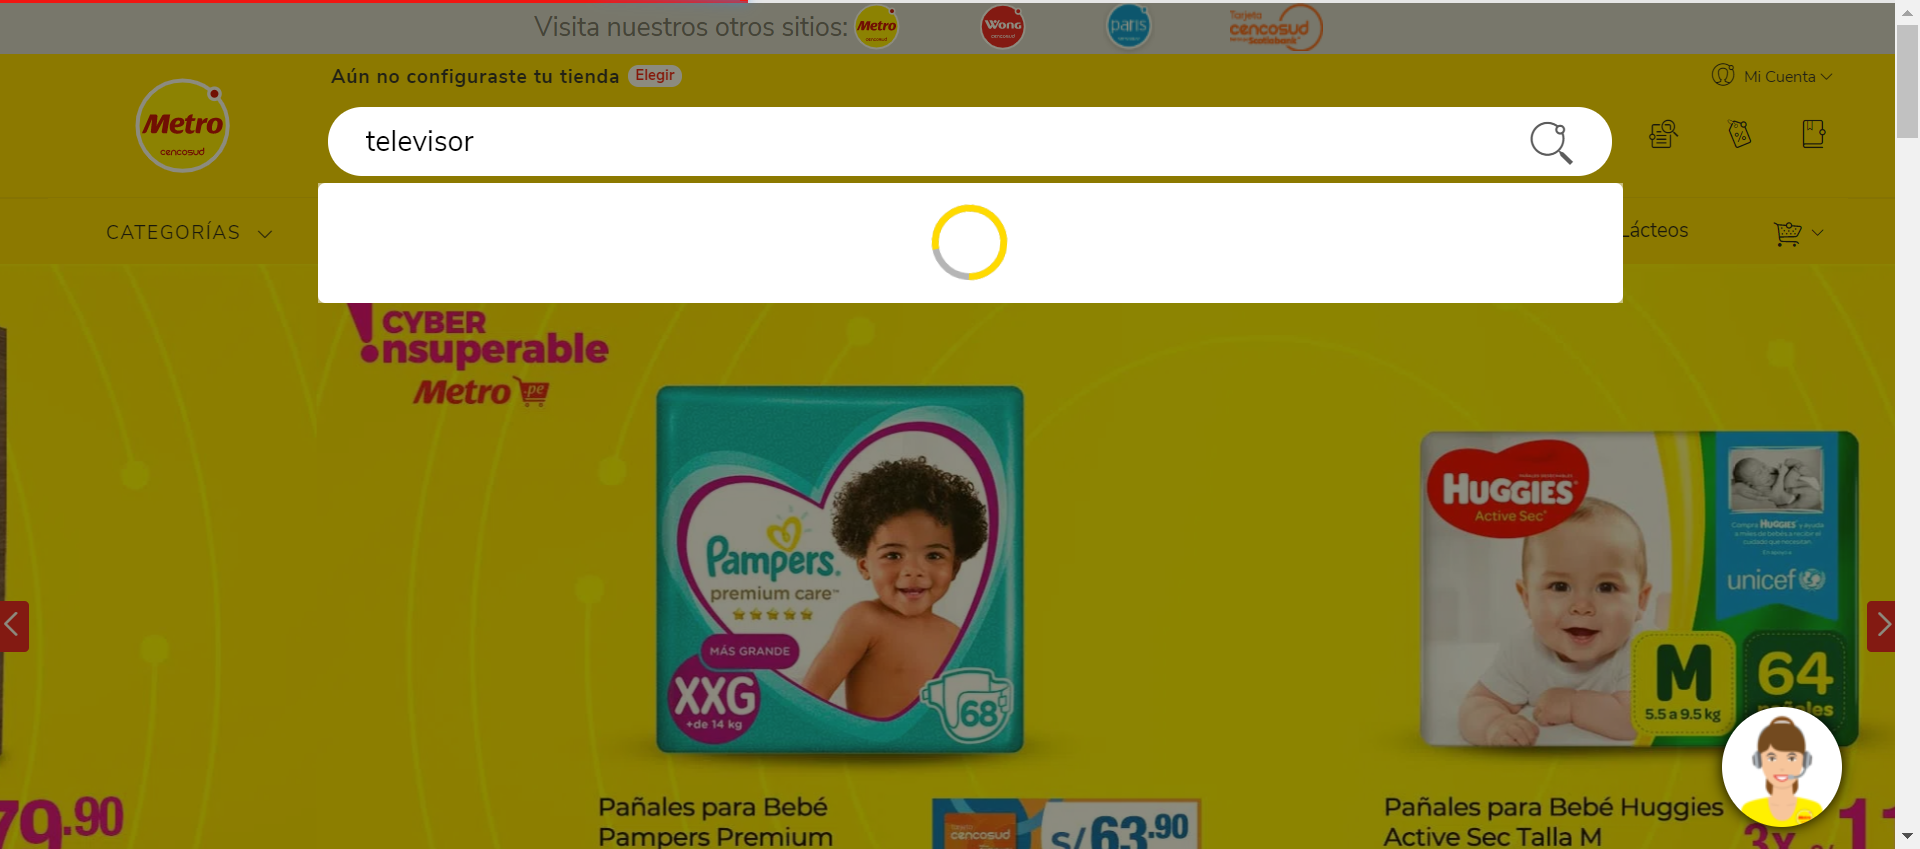 Visita nuestros otros sitios:
Metro
cencosud
Wong
cencosud
paris
cencosud
Tarjeta
cencosud
Scotiabank
Aún no configuraste tu tienda
Elegir
Mi Cuenta
Metro
cencosud
televisor
CATEGORÍAS
Lácteos
CYBER
nsuperable
Metro .pe
Pampers
premium care
MÁS GRANDE
XXG
+de 14 kg
68
HUGGIES
Active Sec
unicef
M
5.5 a 9.5 kg
64
pañales
79.90
Pañales para Bebé
Pampers Premium
cencosud
S/63.90
Pañales para Bebé Huggies
Active Sec Talla M
3x